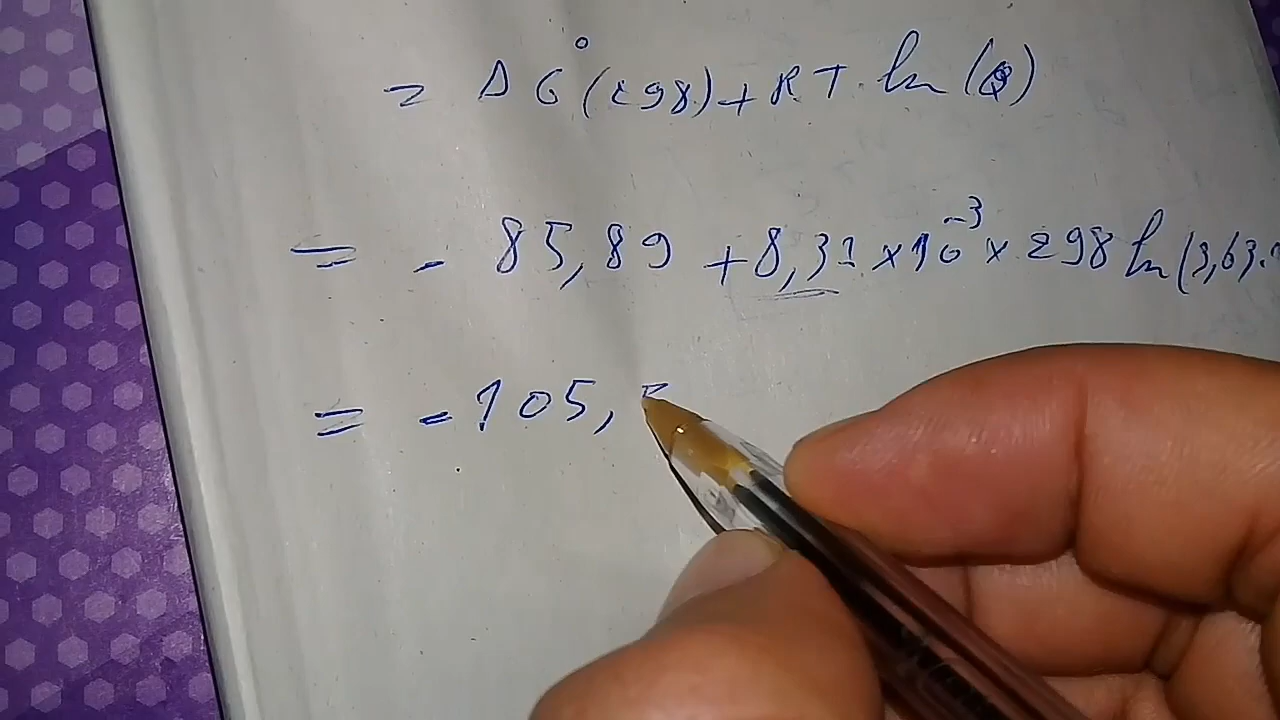 = ΔG°(298) + RT. ln(Q)
= - 85,89 + 8,31 × 10⁻³ × 298 ln(3,63.
= - 105,